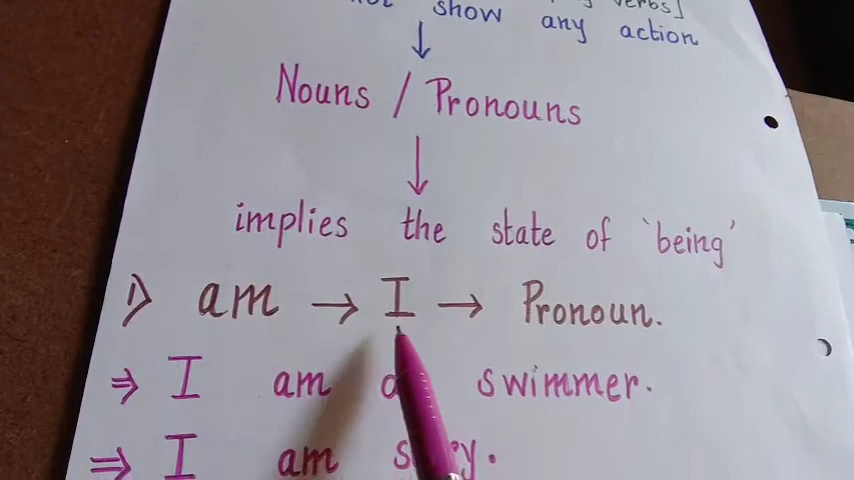 show any action
↓
Nouns / Pronouns
↓
implies the state of 'being'
1) am → I → Pronoun.
⇒ I am a swimmer.
⇒ I am